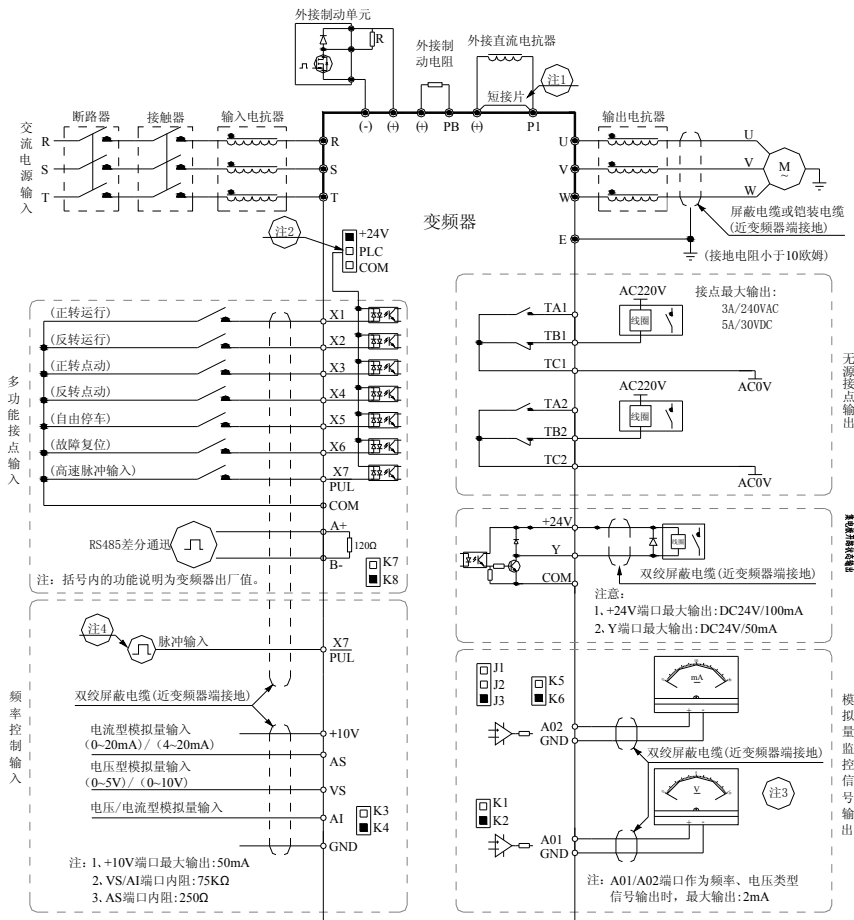 外接制动单元
R
外接制
动电阻
外接直流电抗器
短接片
注1
(-)
(+)
(+)
PB
(+)
P1
交流电源输入
断路器
接触器
输入电抗器
R
S
T
R
S
T
变频器
U
V
W
E
输出电抗器
U
V
W
M
~
屏蔽电缆或铠装电缆
(近变频器端接地)
(接地电阻小于10欧姆)
注2
+24V
PLC
COM
多功能接点输入
(正转运行)
X1
(反转运行)
X2
(正转点动)
X3
(反转点动)
X4
(自由停车)
X5
(故障复位)
X6
(高速脉冲输入)
X7
PUL
COM
RS485差分通迅
A+
120Ω
B-
K7
K8
注：括号内的功能说明为变频器出厂值。
无源接点输出
TA1
TB1
TC1
AC220V
线圈
接点最大输出:
3A/240VAC
5A/30VDC
AC0V
TA2
TB2
TC2
AC220V
线圈
AC0V
集电极开路状态输出
+24V
Y
COM
线圈
双绞屏蔽电缆(近变频器端接地)
注意:
1、+24V端口最大输出:DC24V/100mA
2、Y端口最大输出:DC24V/50mA
频率控制输入
注4
脉冲输入
X7
PUL
双绞屏蔽电缆(近变频器端接地)
电流型模拟量输入
(0~20mA)/（4~20mA）
+10V
AS
电压型模拟量输入
(0~5V)/（0~10V）
VS
电压/电流型模拟量输入
AI
K3
K4
GND
注: 1、+10V端口最大输出:50mA
2、VS/AI端口内阻:75KΩ
3、AS端口内阻:250Ω
模拟量监控信号输出
J1
J2
J3
K5
K6
mA
+
-
A02
GND
双绞屏蔽电缆(近变频器端接地)
K1
K2
V
+
-
注3
A01
GND
注: A01/A02端口作为频率、电压类型
信号输出时，最大输出:2mA